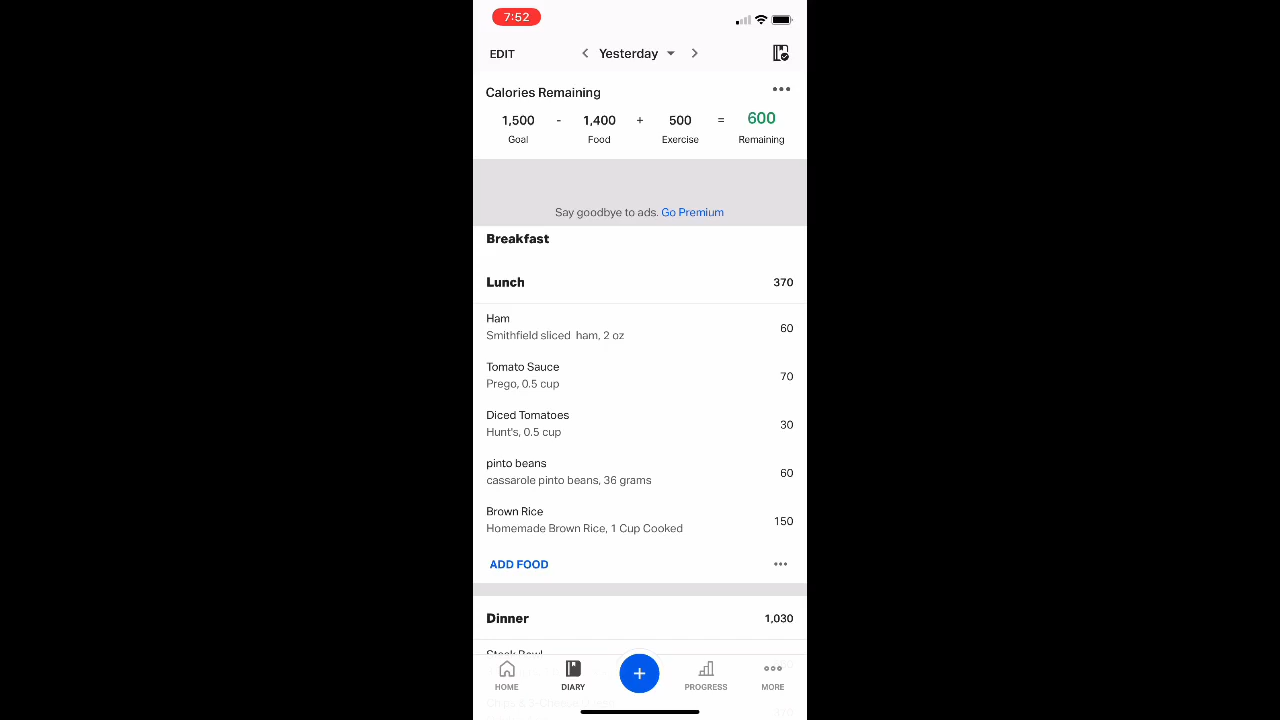 7:52
EDIT
Yesterday
Calories Remaining
1,500 - 1,400 + 500 = 600
Goal Food Exercise Remaining
Say goodbye to ads. Go Premium
Breakfast
Lunch 370
Ham 60
Smithfield sliced ham, 2 oz
Tomato Sauce 70
Prego, 0.5 cup
Diced Tomatoes 30
Hunt's, 0.5 cup
pinto beans 60
cassarole pinto beans, 36 grams
Brown Rice 150
Homemade Brown Rice, 1 Cup Cooked
ADD FOOD
Dinner 1,030
Steak Bowl
HOME DIARY + PROGRESS MORE